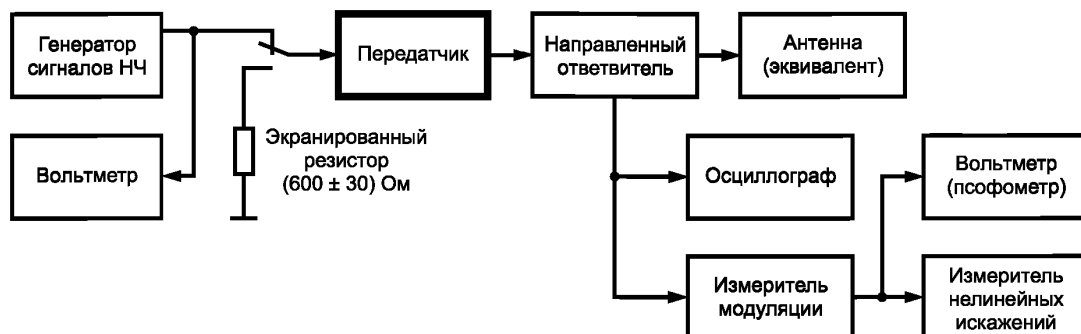 Генератор
сигналов НЧ
Передатчик
Направленный
ответвитель
Антенна
(эквивалент)
Вольтметр
Экранированный
резистор
(600 ± 30) Ом
Осциллограф
Вольтметр
(псофометр)
Измеритель
модуляции
Измеритель
нелинейных
искажений